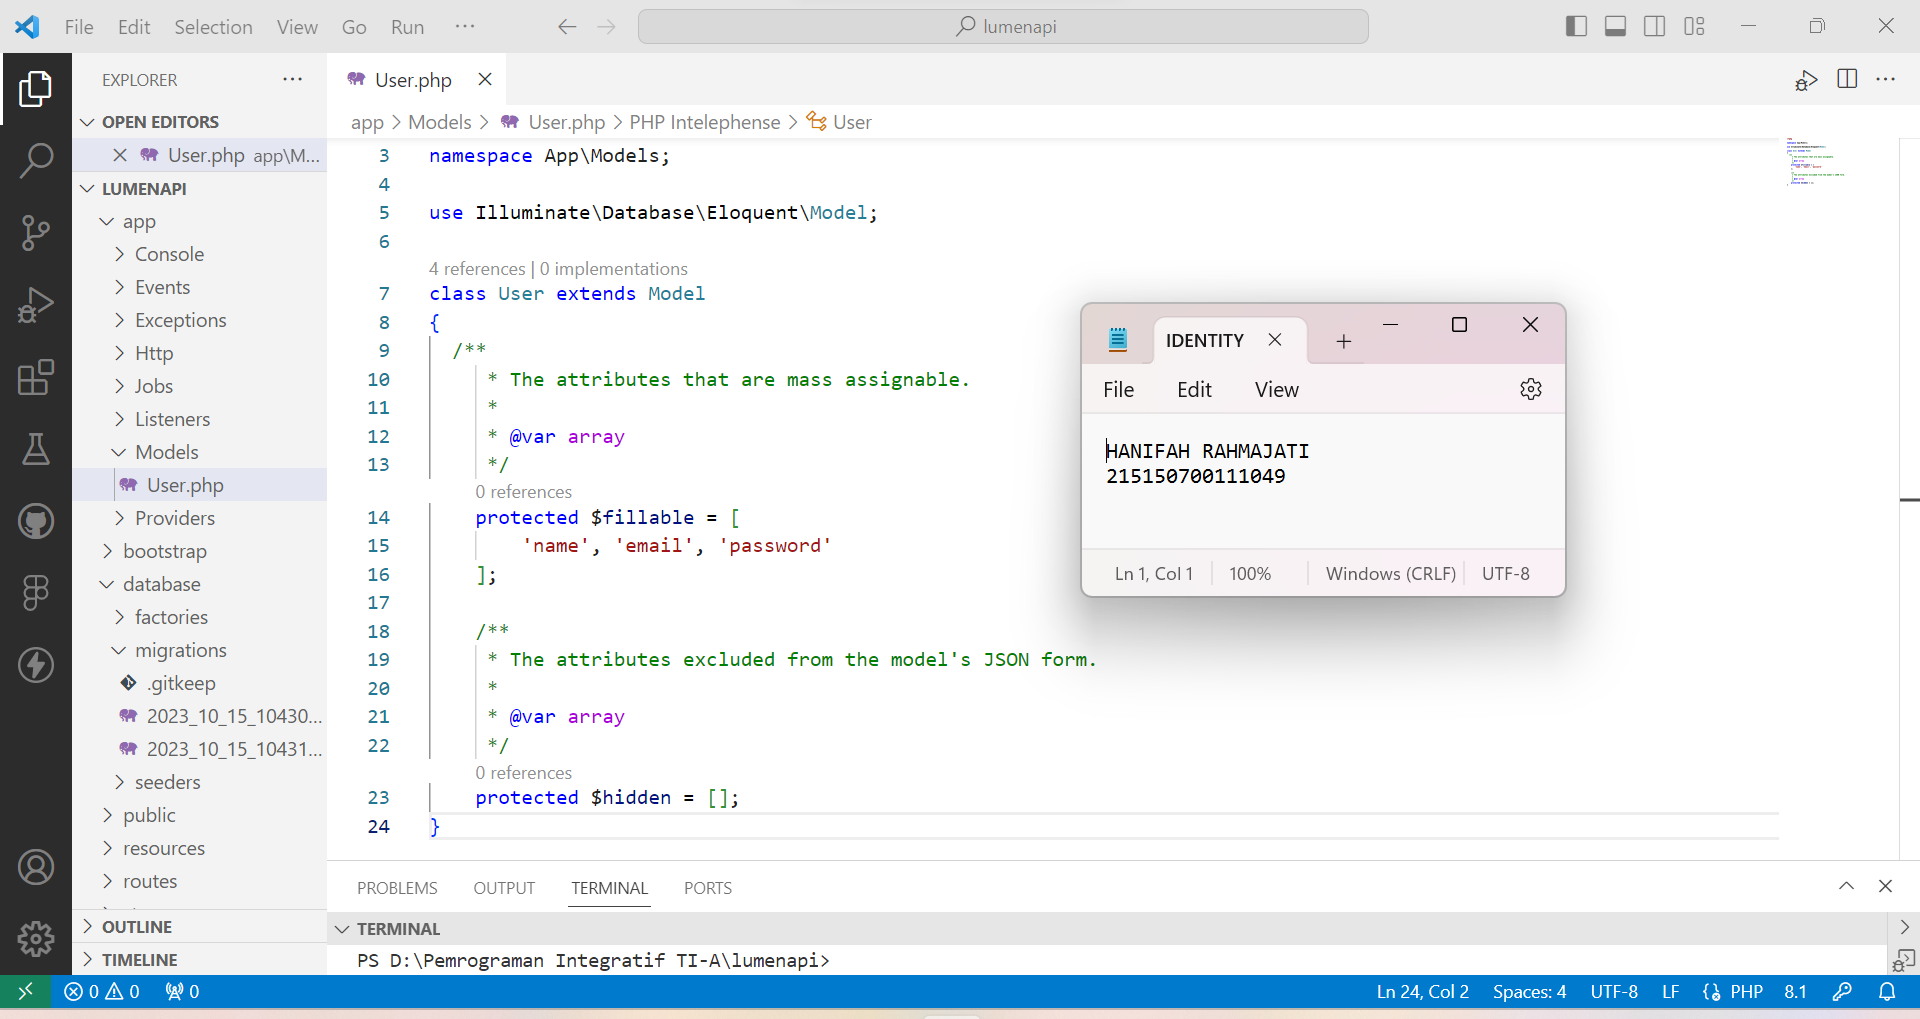 File Edit Selection View Go Run ···
lumenapi
EXPLORER ···
OPEN EDITORS
User.php app\M...
LUMENAPI
app
Console
Events
Exceptions
Http
Jobs
Listeners
Models
User.php
Providers
bootstrap
database
factories
migrations
.gitkeep
2023_10_15_10430...
2023_10_15_10431...
seeders
public
resources
routes
OUTLINE
TIMELINE
User.php
app > Models > User.php > PHP Intelephense > User
3 namespace App\Models;
4
5 use Illuminate\Database\Eloquent\Model;
6
4 references | 0 implementations
7 class User extends Model
8 {
9 /**
10 * The attributes that are mass assignable.
11 *
12 * @var array
13 */
0 references
14 protected $fillable = [
15 'name', 'email', 'password'
16 ];
17
18 /**
19 * The attributes excluded from the model's JSON form.
20 *
21 * @var array
22 */
0 references
23 protected $hidden = [];
24 }
IDENTITY
File Edit View
HANIFAH RAHMAJATI
215150700111049
Ln 1, Col 1 100% Windows (CRLF) UTF-8
PROBLEMS OUTPUT TERMINAL PORTS
TERMINAL
PS D:\Pemrograman Integratif TI-A\lumenapi>
0 0 0 Ln 24, Col 2 Spaces: 4 UTF-8 LF PHP 8.1